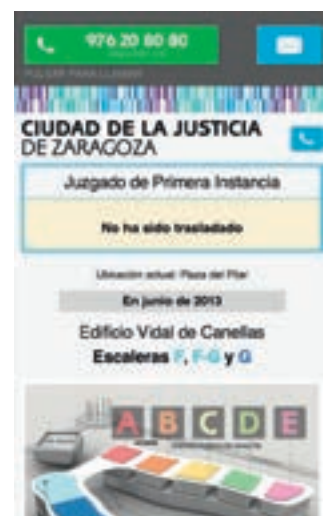 976 20 80 80
PULSAR PARA LLAMAR
CIUDAD DE LA JUSTICIA
DE ZARAGOZA
Juzgado de Primera Instancia
No ha sido trasladado
Ubicación actual: Plaza del Pilar
En junio de 2013
Edificio Vidal de Canellas
Escaleras F, F-G y G
A B C D E